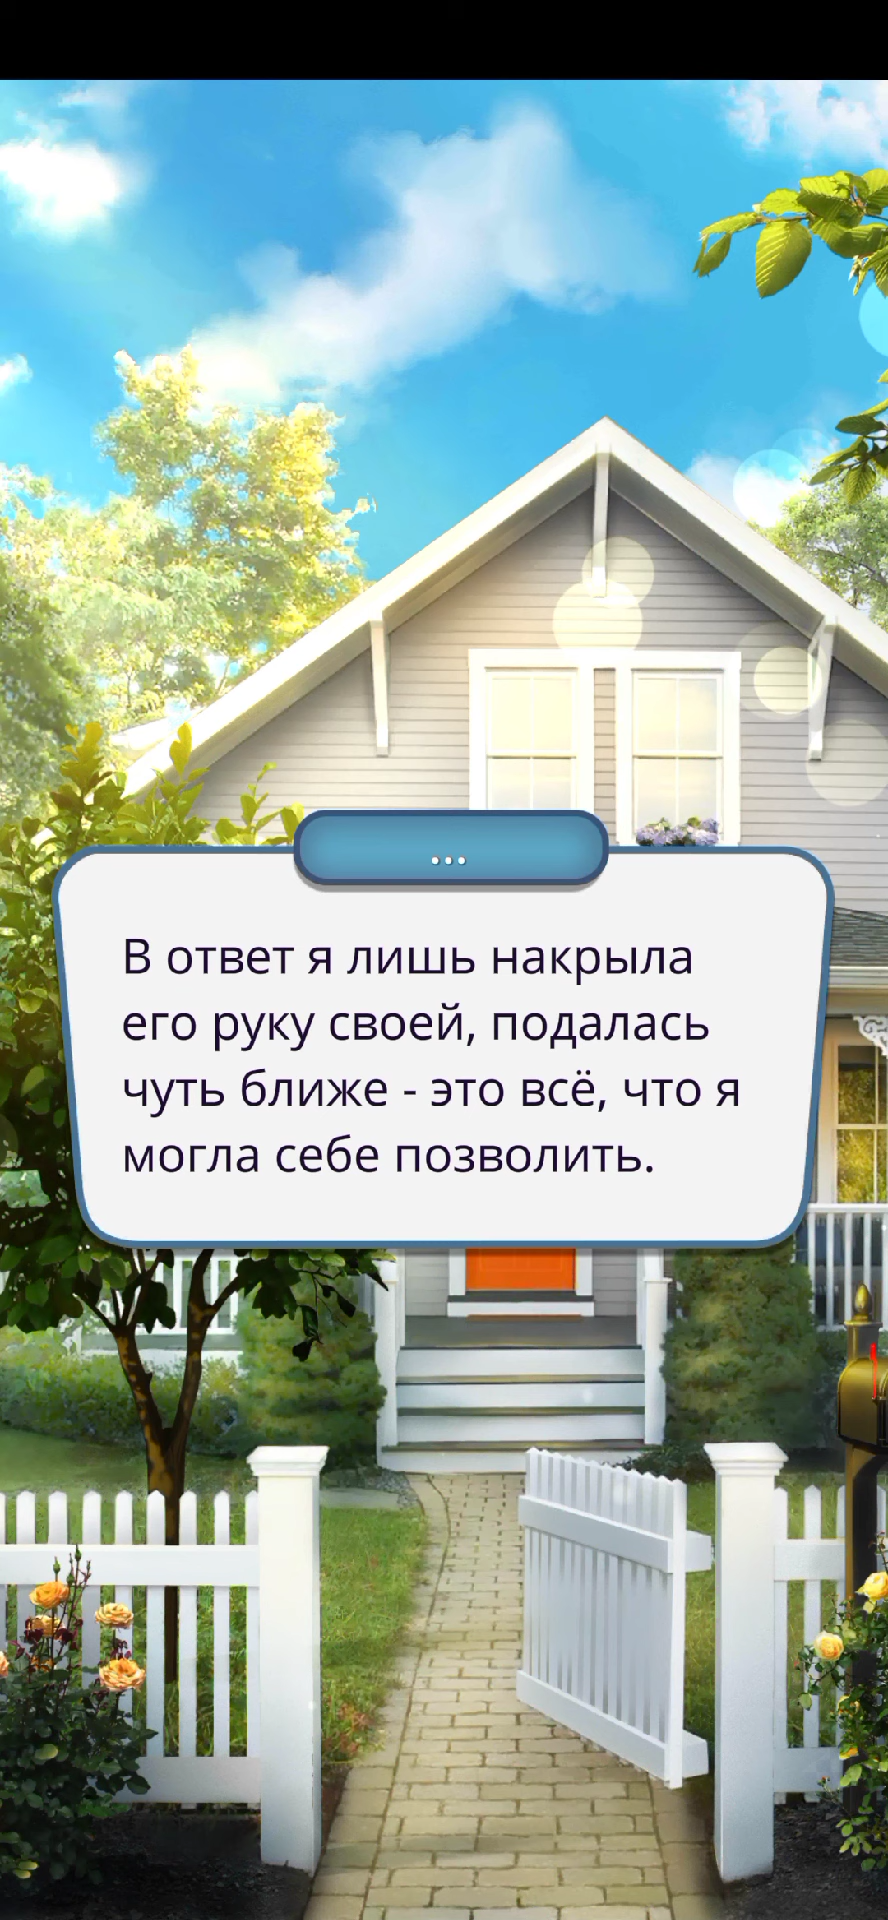 ...
В ответ я лишь накрыла
его руку своей, подалась
чуть ближе - это всё, что я
могла себе позволить.